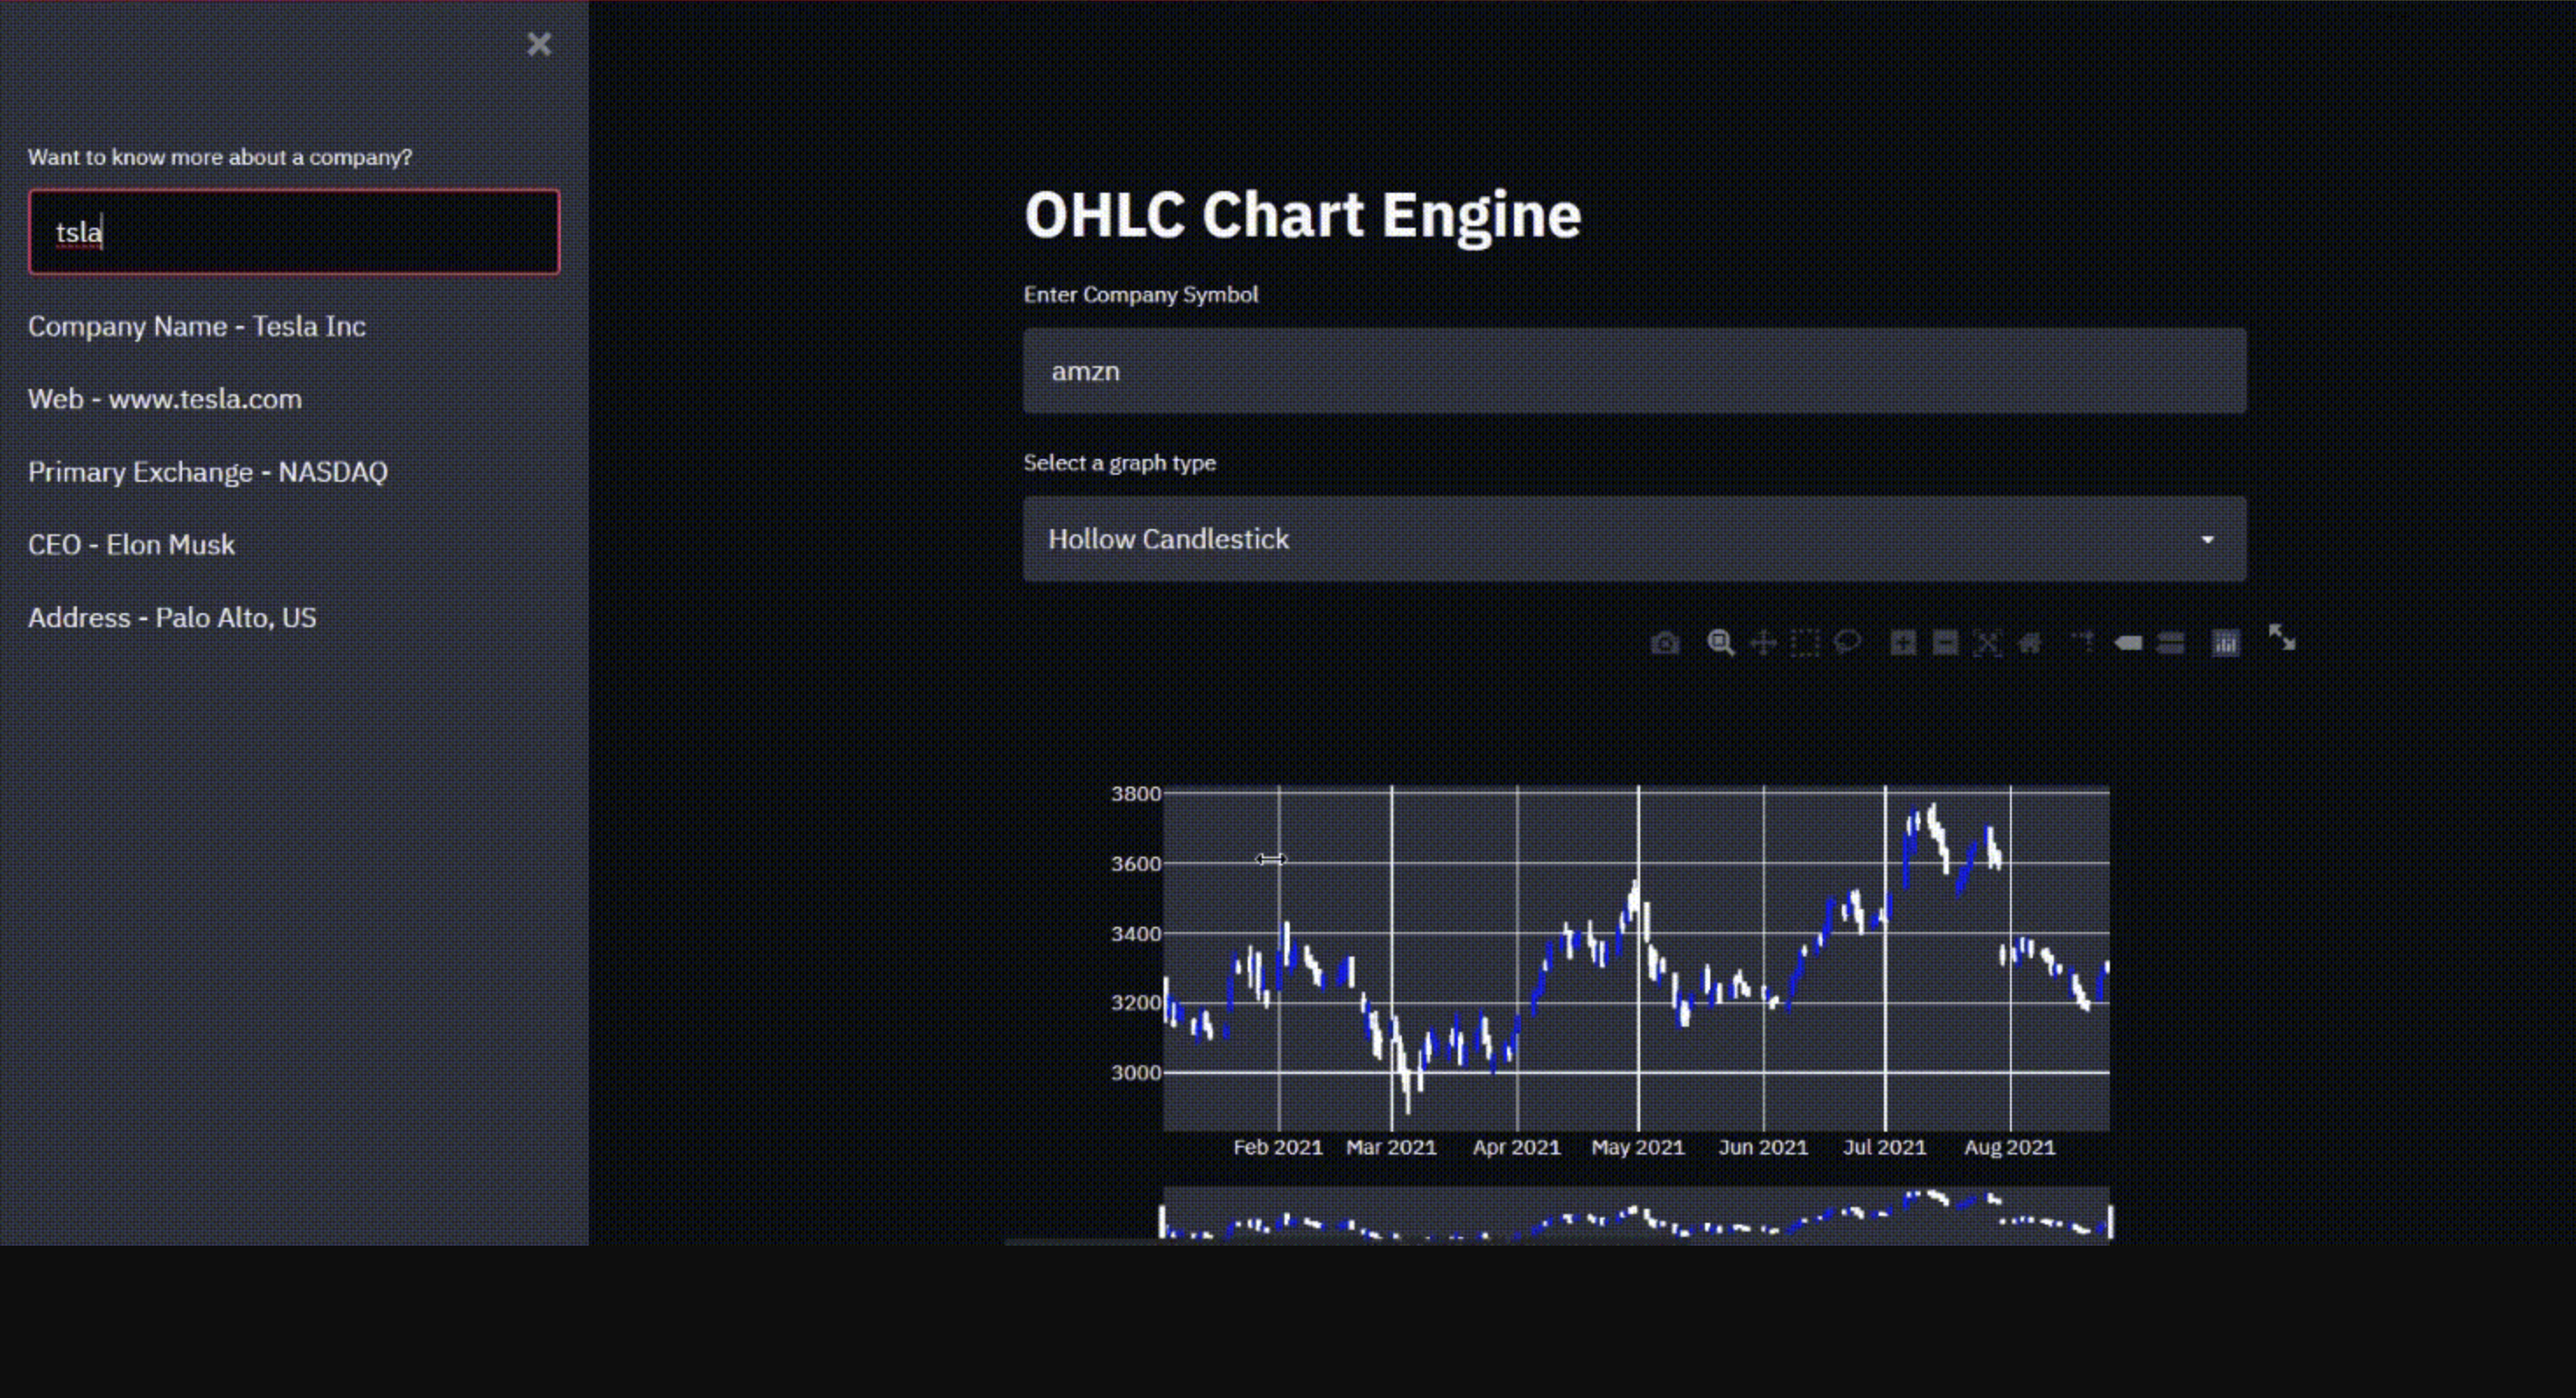 Want to know more about a company?
tsla
Company Name - Tesla Inc
Web - www.tesla.com
Primary Exchange - NASDAQ
CEO - Elon Musk
Address - Palo Alto, US
OHLC Chart Engine
Enter Company Symbol
amzn
Select a graph type
Hollow Candlestick
3800
3600
3400
3200
3000
Feb 2021 Mar 2021 Apr 2021 May 2021 Jun 2021 Jul 2021 Aug 2021